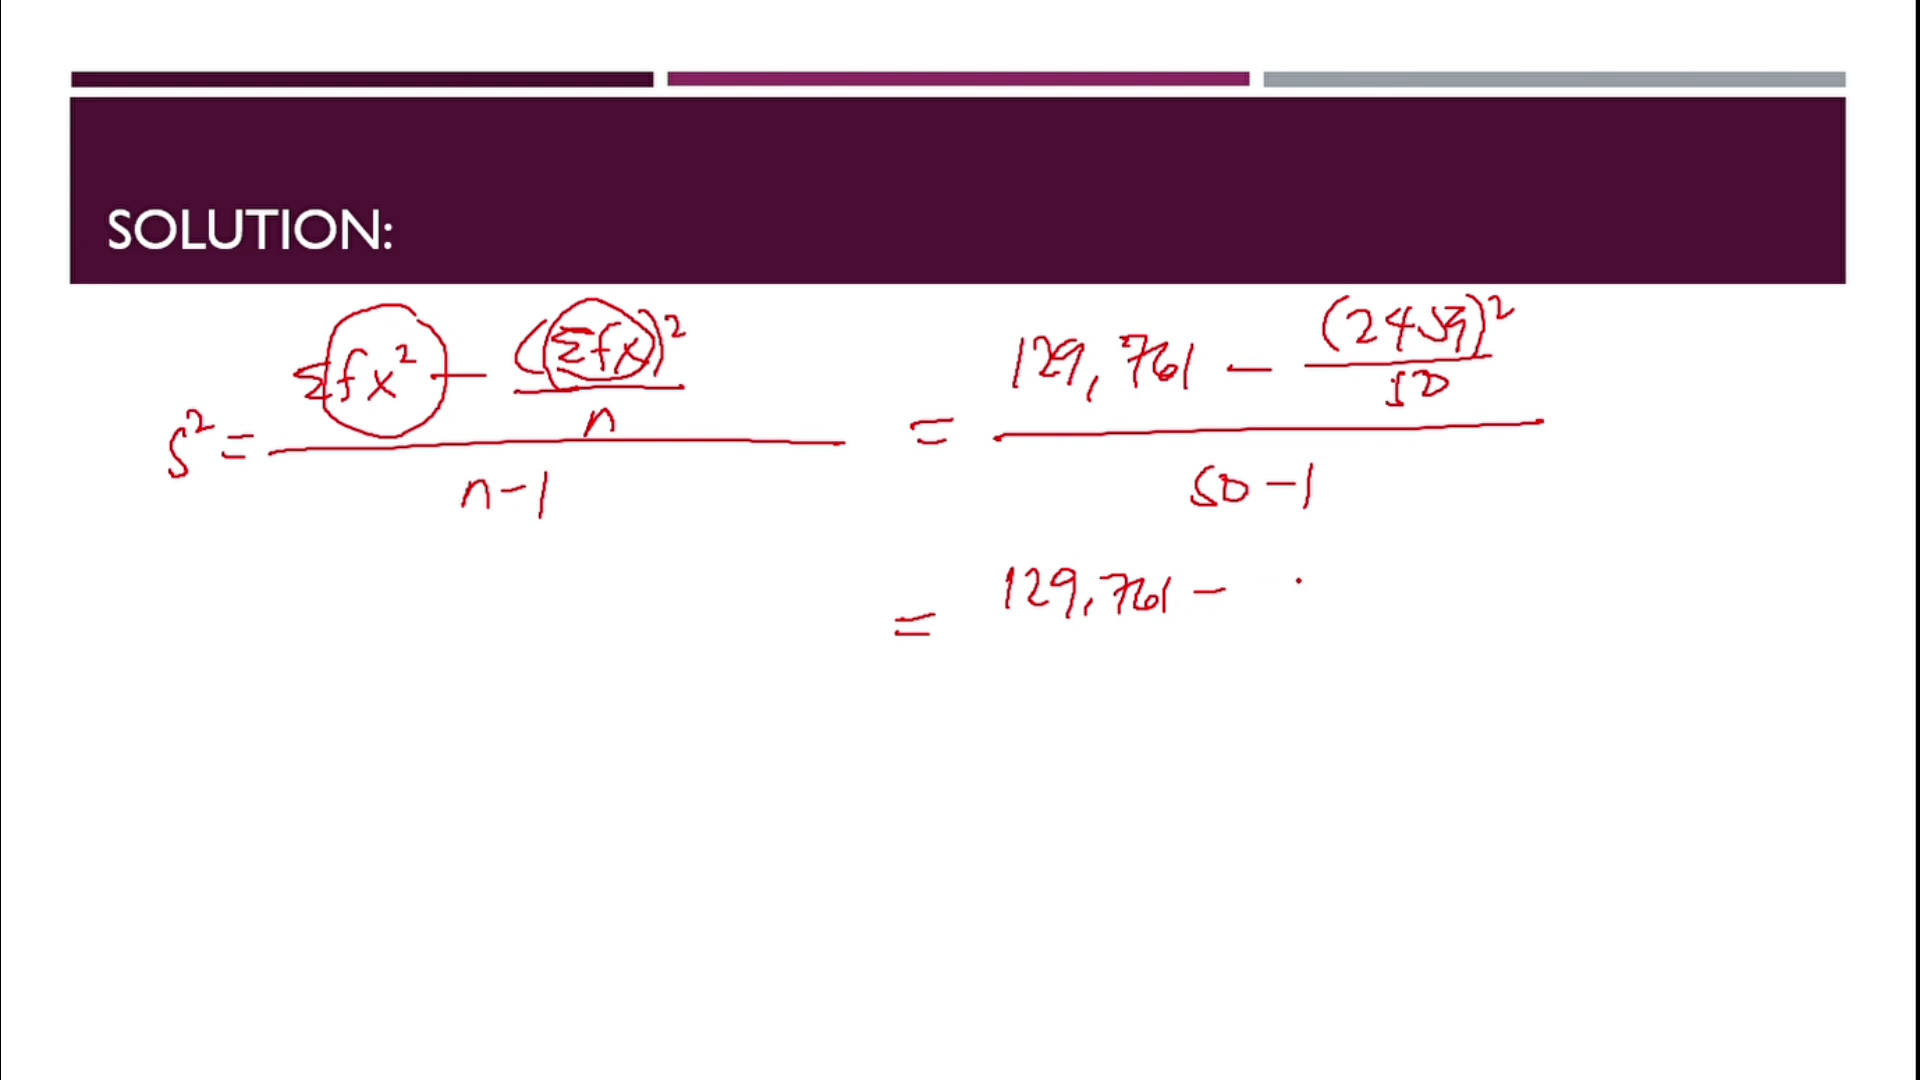 SOLUTION:
s² = (Σfx² − (Σfx)²/n)/(n−1) = (129,761 − (2459)²/50)/(50−1)
= 129,761 −